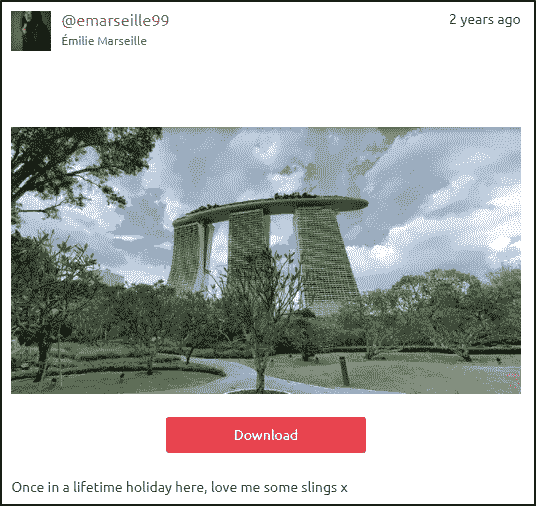 @emarseille99
2 years ago
Émilie Marseille
Download
Once in a lifetime holiday here, love me some slings x